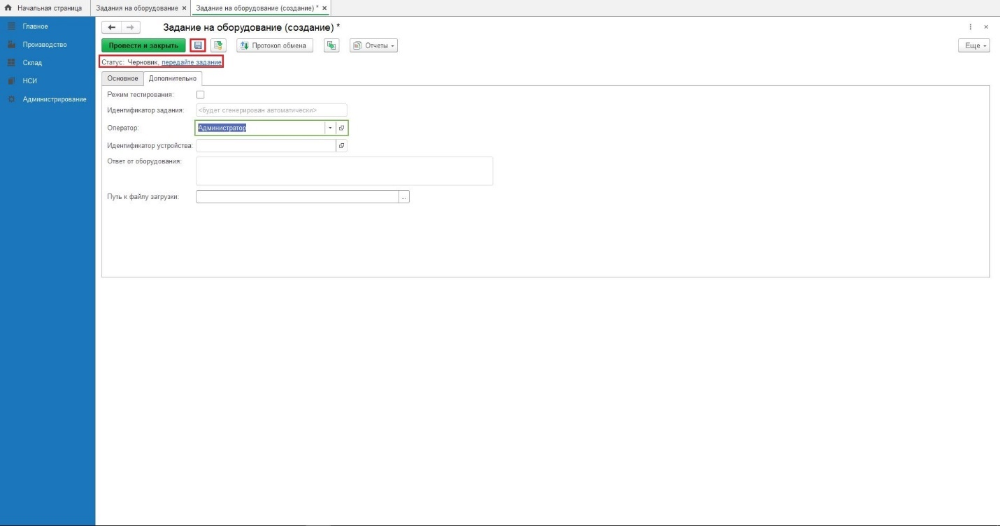 Начальная страница
Задания на оборудование ×
Задание на оборудование (создание) * ×
Главное
Производство
Склад
НСИ
Администрирование
Задание на оборудование (создание) *
Провести и закрыть
Протокол обмена
Отчеты
Еще
Статус: Черновик, передайте задание
Основное
Дополнительно
Режим тестирования:
Идентификатор задания: <будет сгенерирован автоматически>
Оператор: Администратор
Идентификатор устройства:
Ответ от оборудования:
Путь к файлу загрузки: ...